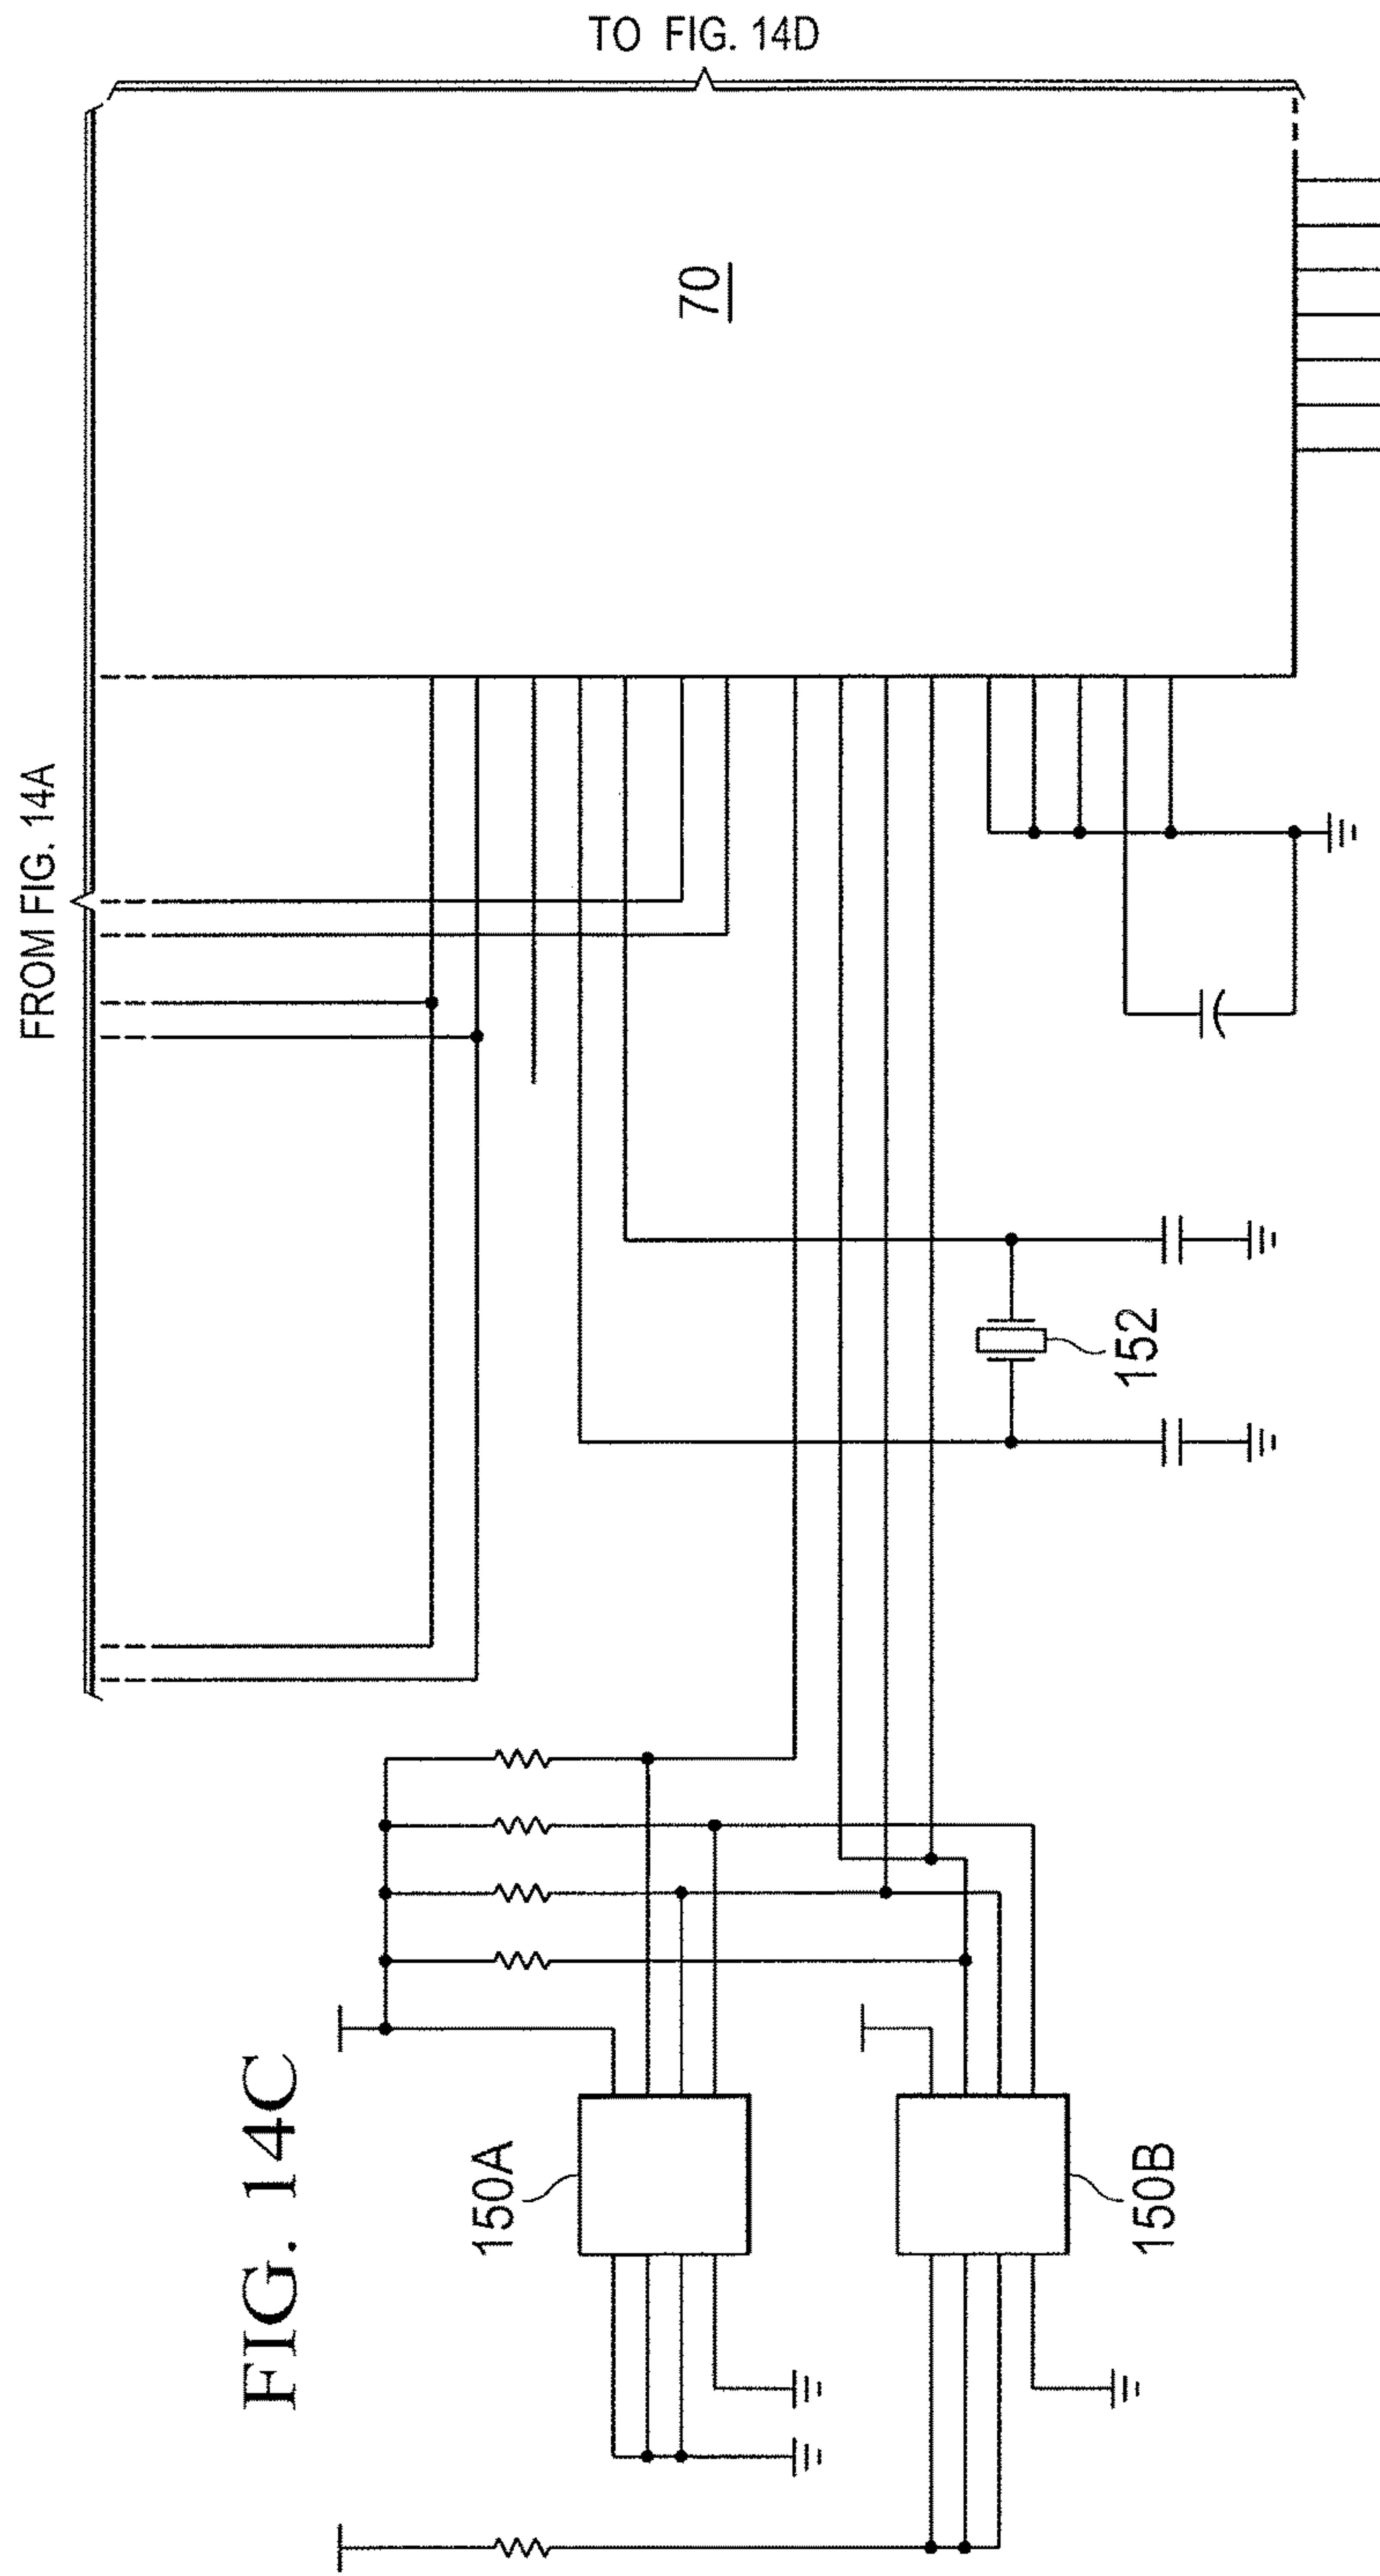 TO FIG. 14D
70
FROM FIG. 14A
152
FIG. 14C
150A
150B